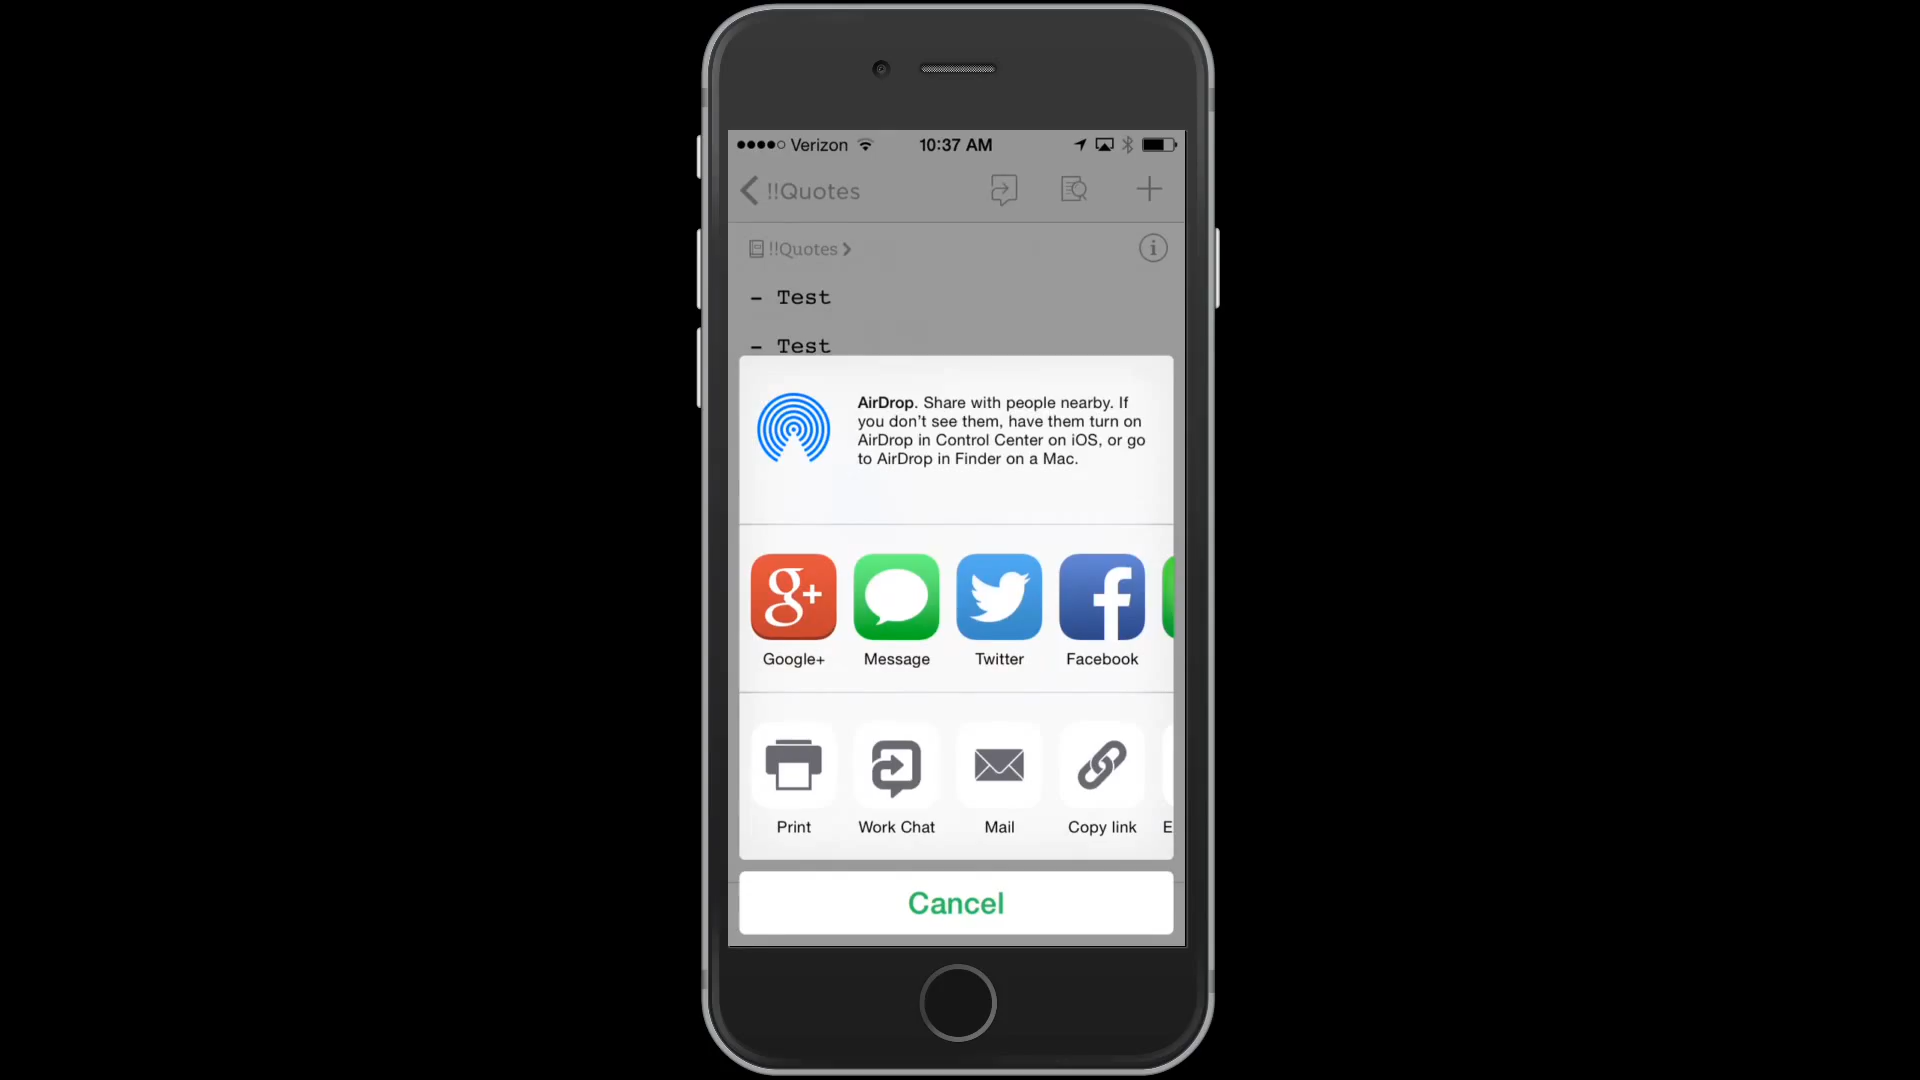 Verizon 10:37 AM
!!Quotes
!!Quotes
- Test
- Test
AirDrop. Share with people nearby. If
you don't see them, have them turn on
AirDrop in Control Center on iOS, or go
to AirDrop in Finder on a Mac.
Google+ Message Twitter Facebook
Print Work Chat Mail Copy link E
Cancel